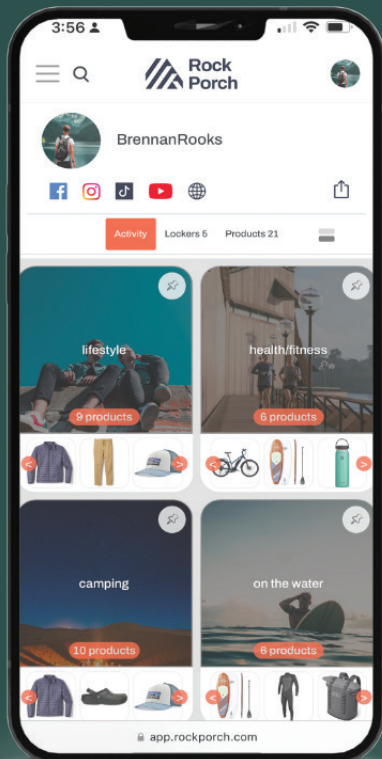 3:56
Rock
Porch
BrennanRooks
Activity Lockers 5 Products 21
lifestyle
9 products
health/fitness
6 products
< >
< >
camping
10 products
on the water
6 products
< >
< >
app.rockporch.com